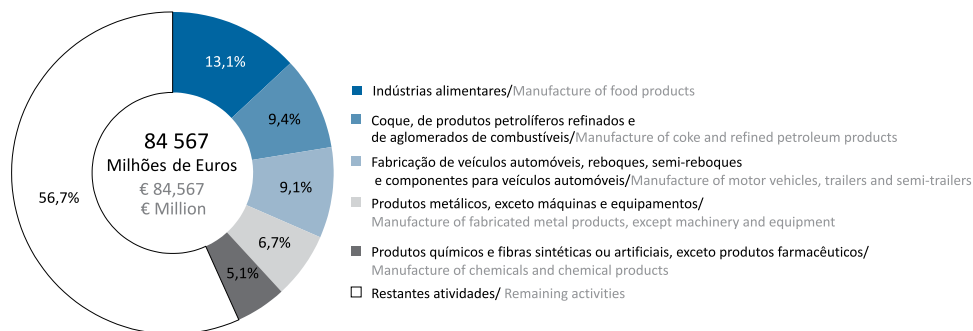 13,1%
9,4%
9,1%
6,7%
5,1%
56,7%
84 567
Milhões de Euros
€ 84,567
€ Million
Indústrias alimentares/Manufacture of food products
Coque, de produtos petrolíferos refinados e
de aglomerados de combustíveis/Manufacture of coke and refined petroleum products
Fabricação de veículos automóveis, reboques, semi-reboques
e componentes para veículos automóveis/Manufacture of motor vehicles, trailers and semi-trailers
Produtos metálicos, exceto máquinas e equipamentos/
Manufacture of fabricated metal products, except machinery and equipment
Produtos químicos e fibras sintéticas ou artificiais, exceto produtos farmacêuticos/
Manufacture of chemicals and chemical products
Restantes atividades/ Remaining activities